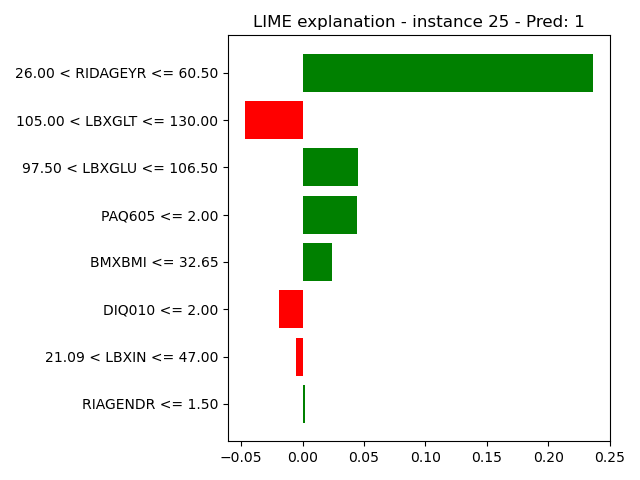 LIME explanation - instance 25 - Pred: 1
26.00 < RIDAGEYR <= 60.50
105.00 < LBXGLT <= 130.00
97.50 < LBXGLU <= 106.50
PAQ605 <= 2.00
BMXBMI <= 32.65
DIQ010 <= 2.00
21.09 < LBXIN <= 47.00
RIAGENDR <= 1.50
−0.05 0.00 0.05 0.10 0.15 0.20 0.25